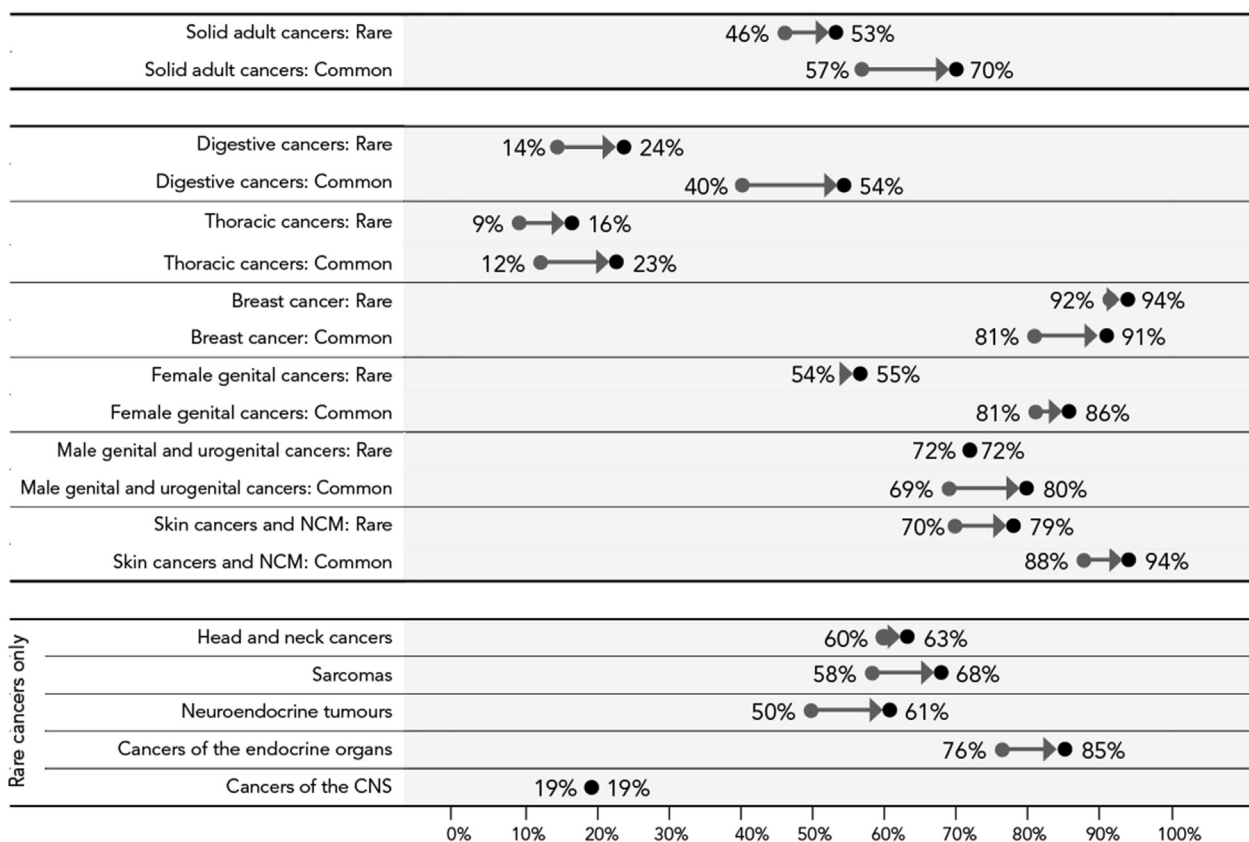 Solid adult cancers: Rare 46% 53%
Solid adult cancers: Common 57% 70%
Digestive cancers: Rare 14% 24%
Digestive cancers: Common 40% 54%
Thoracic cancers: Rare 9% 16%
Thoracic cancers: Common 12% 23%
Breast cancer: Rare 92% 94%
Breast cancer: Common 81% 91%
Female genital cancers: Rare 54% 55%
Female genital cancers: Common 81% 86%
Male genital and urogenital cancers: Rare 72% 72%
Male genital and urogenital cancers: Common 69% 80%
Skin cancers and NCM: Rare 70% 79%
Skin cancers and NCM: Common 88% 94%
Rare cancers only
Head and neck cancers 60% 63%
Sarcomas 58% 68%
Neuroendocrine tumours 50% 61%
Cancers of the endocrine organs 76% 85%
Cancers of the CNS 19% 19%
0% 10% 20% 30% 40% 50% 60% 70% 80% 90% 100%